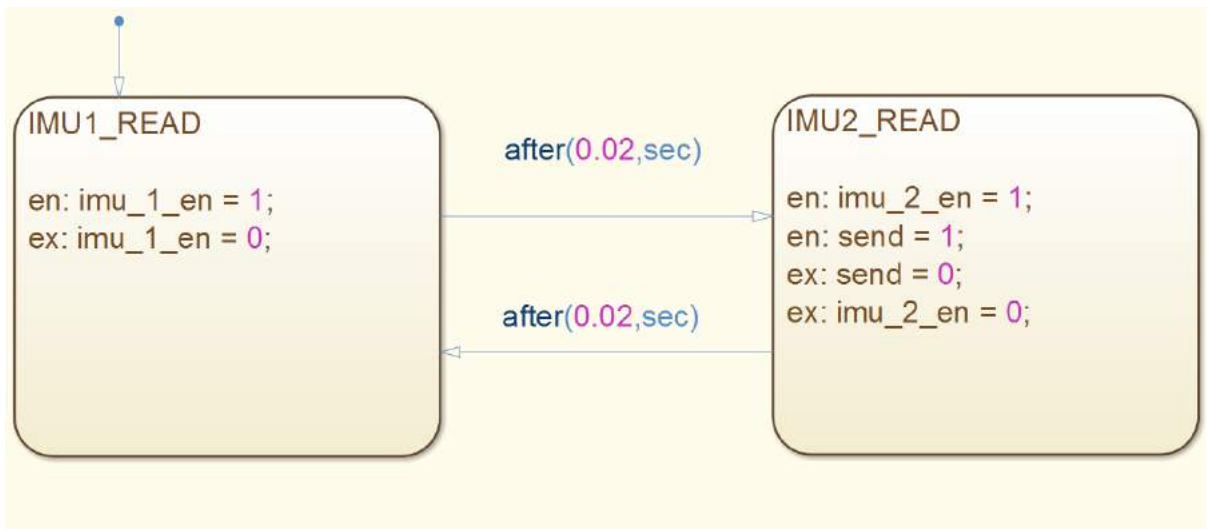 IMU1_READ
en: imu_1_en = 1;
ex: imu_1_en = 0;
after(0.02,sec)
after(0.02,sec)
IMU2_READ
en: imu_2_en = 1;
en: send = 1;
ex: send = 0;
ex: imu_2_en = 0;